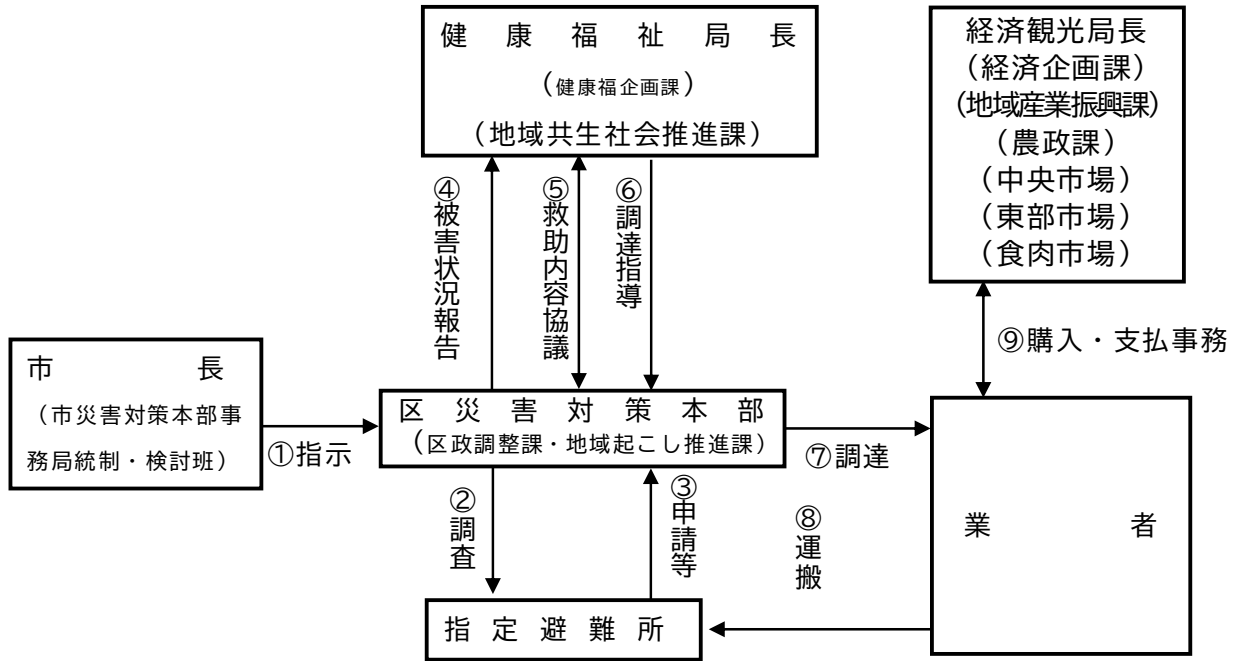 健康福祉局長
(健康福企画課)
(地域共生社会推進課)
経済観光局長
(経済企画課)
(地域産業振興課)
(農政課)
(中央市場)
(東部市場)
(食肉市場)
④被害状況報告
⑤救助内容協議
⑥調達指導
⑨購入・支払事務
市長
(市災害対策本部事
務局統制・検討班)
①指示
区災害対策本部
(区政調整課・地域起こし推進課)
⑦調達
②調査
③申請等
⑧運搬
業者
指定避難所